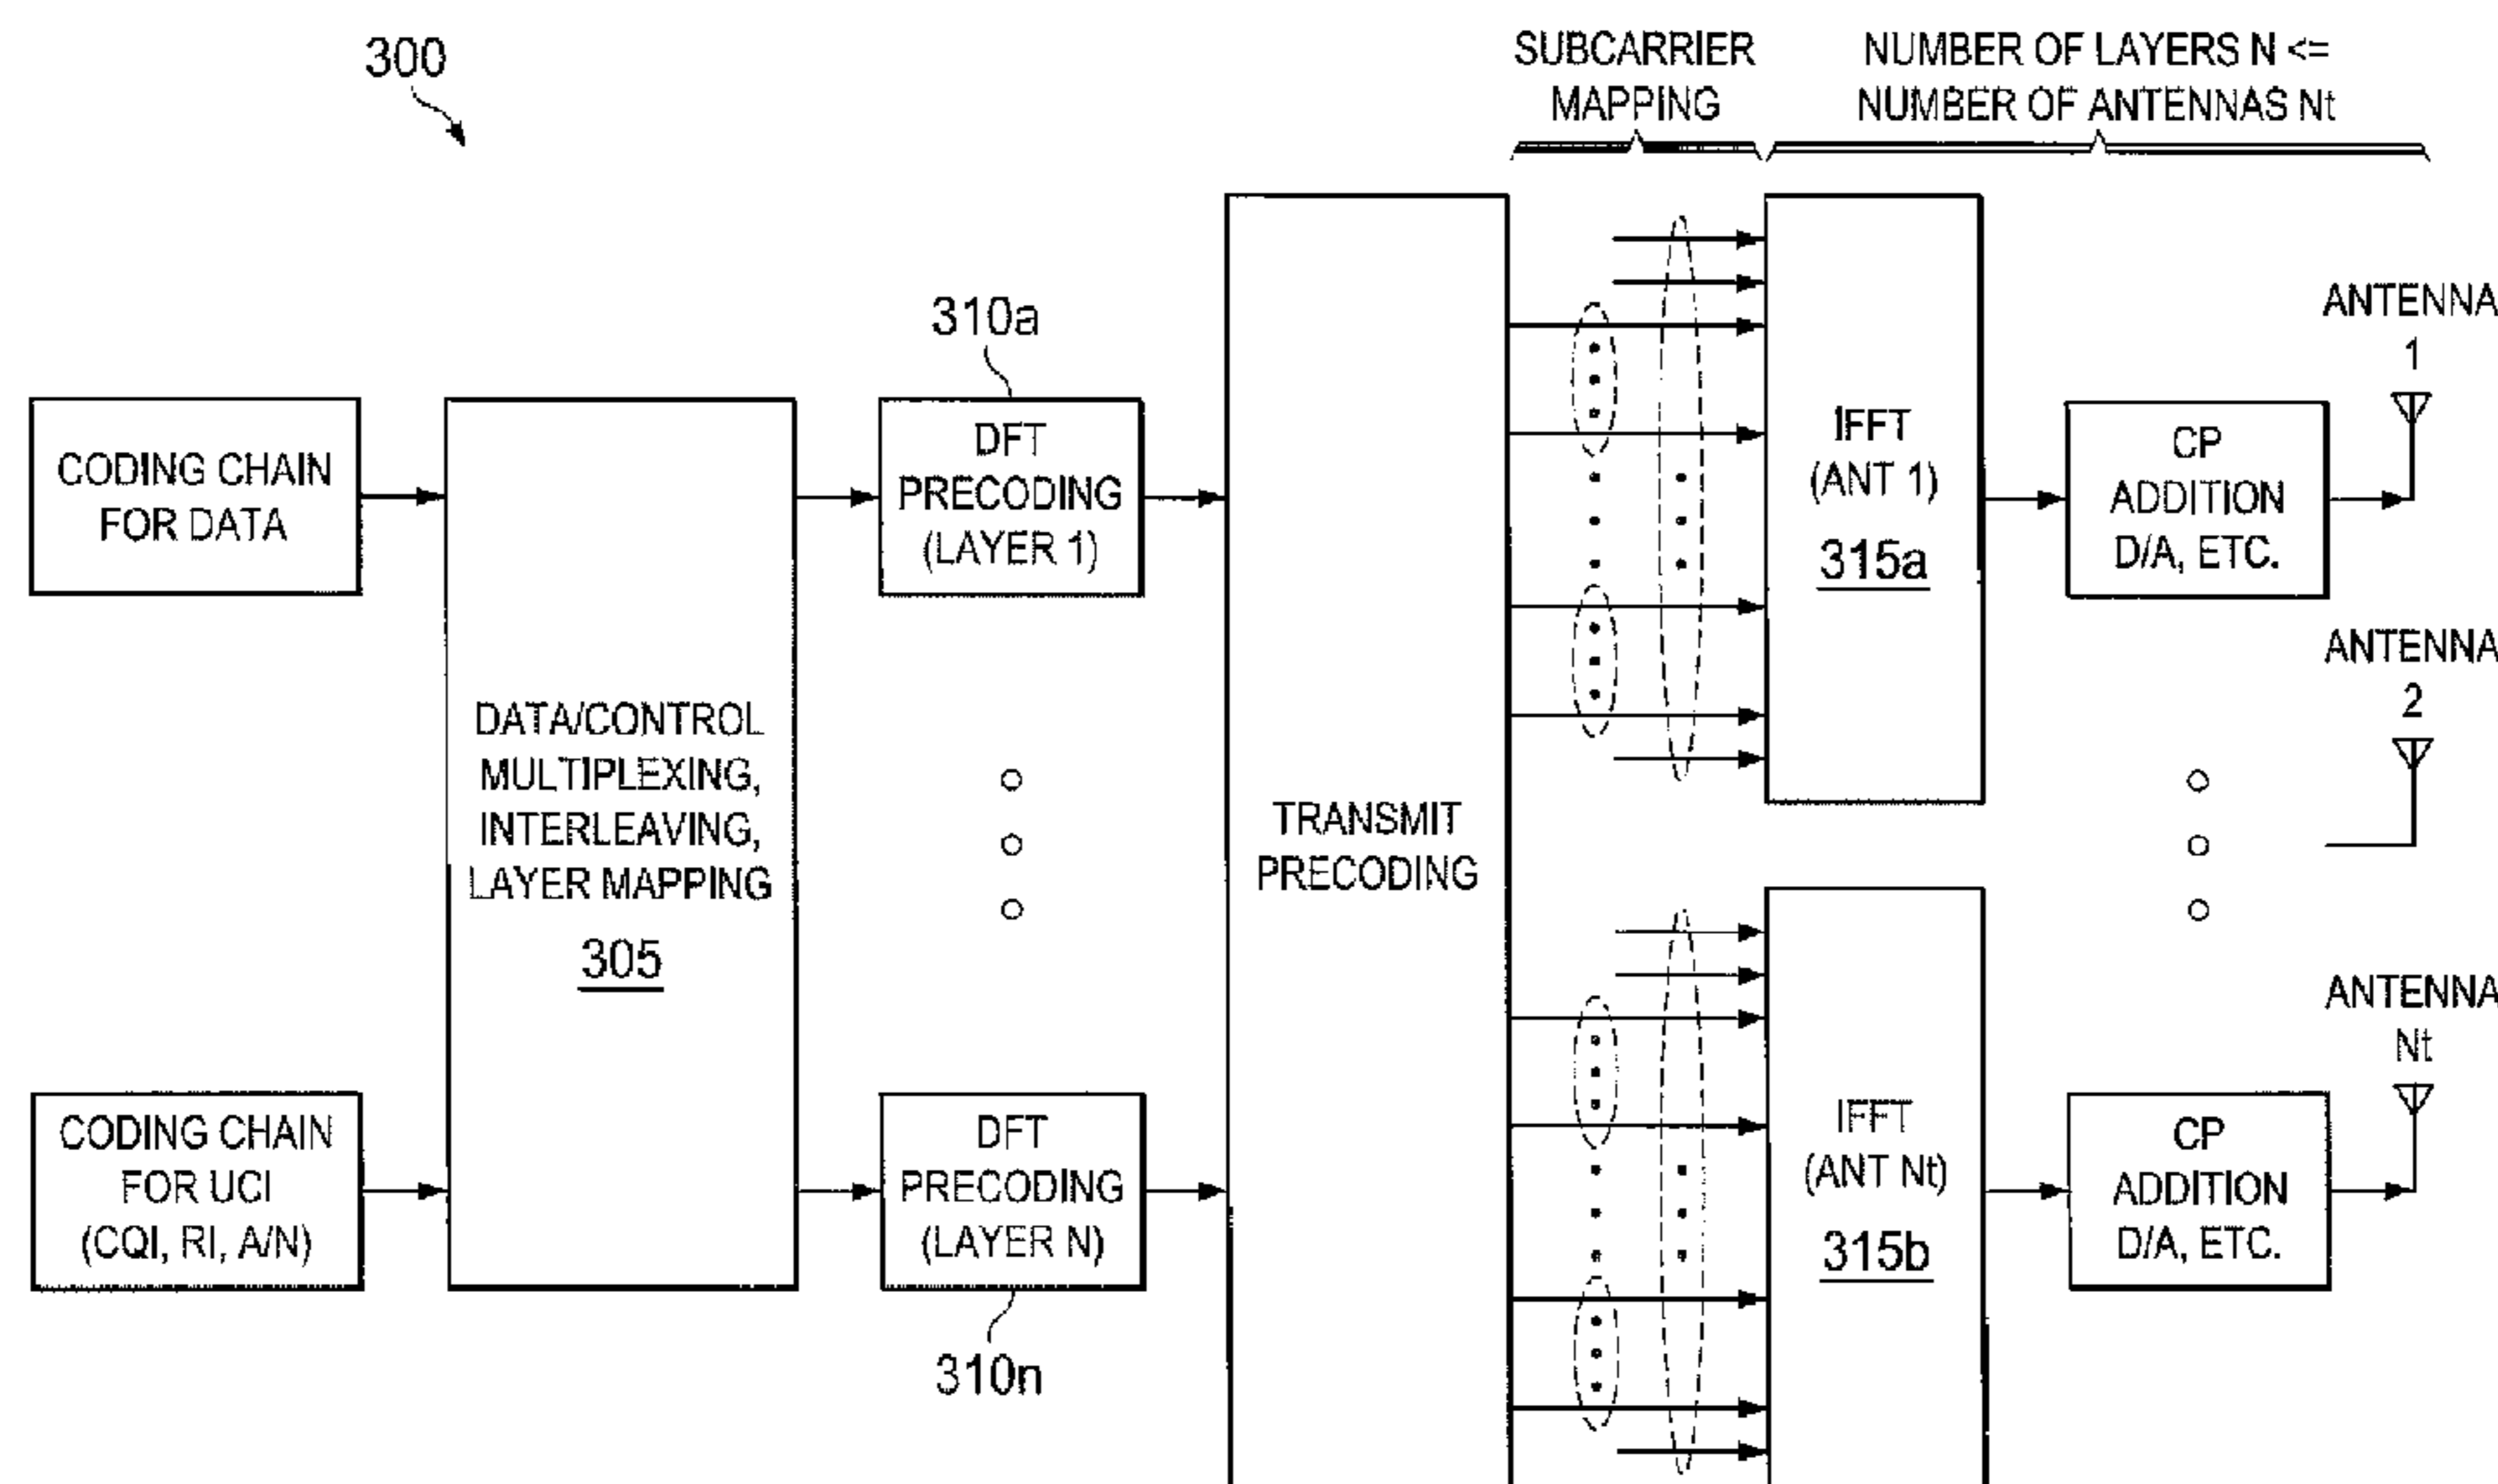 300
SUBCARRIER
MAPPING
NUMBER OF LAYERS N <=
NUMBER OF ANTENNAS Nt
310a
CODING CHAIN
FOR DATA
DATA/CONTROL
MULTIPLEXING,
INTERLEAVING,
LAYER MAPPING
305
DFT
PRECODING
(LAYER 1)
TRANSMIT
PRECODING
IFFT
(ANT 1)
315a
CP
ADDITION
D/A, ETC.
ANTENNA
1
ANTENNA
2
CODING CHAIN
FOR UCI
(CQI, RI, A/N)
DFT
PRECODING
(LAYER N)
310n
IFFT
(ANT Nt)
315b
CP
ADDITION
D/A, ETC.
ANTENNA
Nt